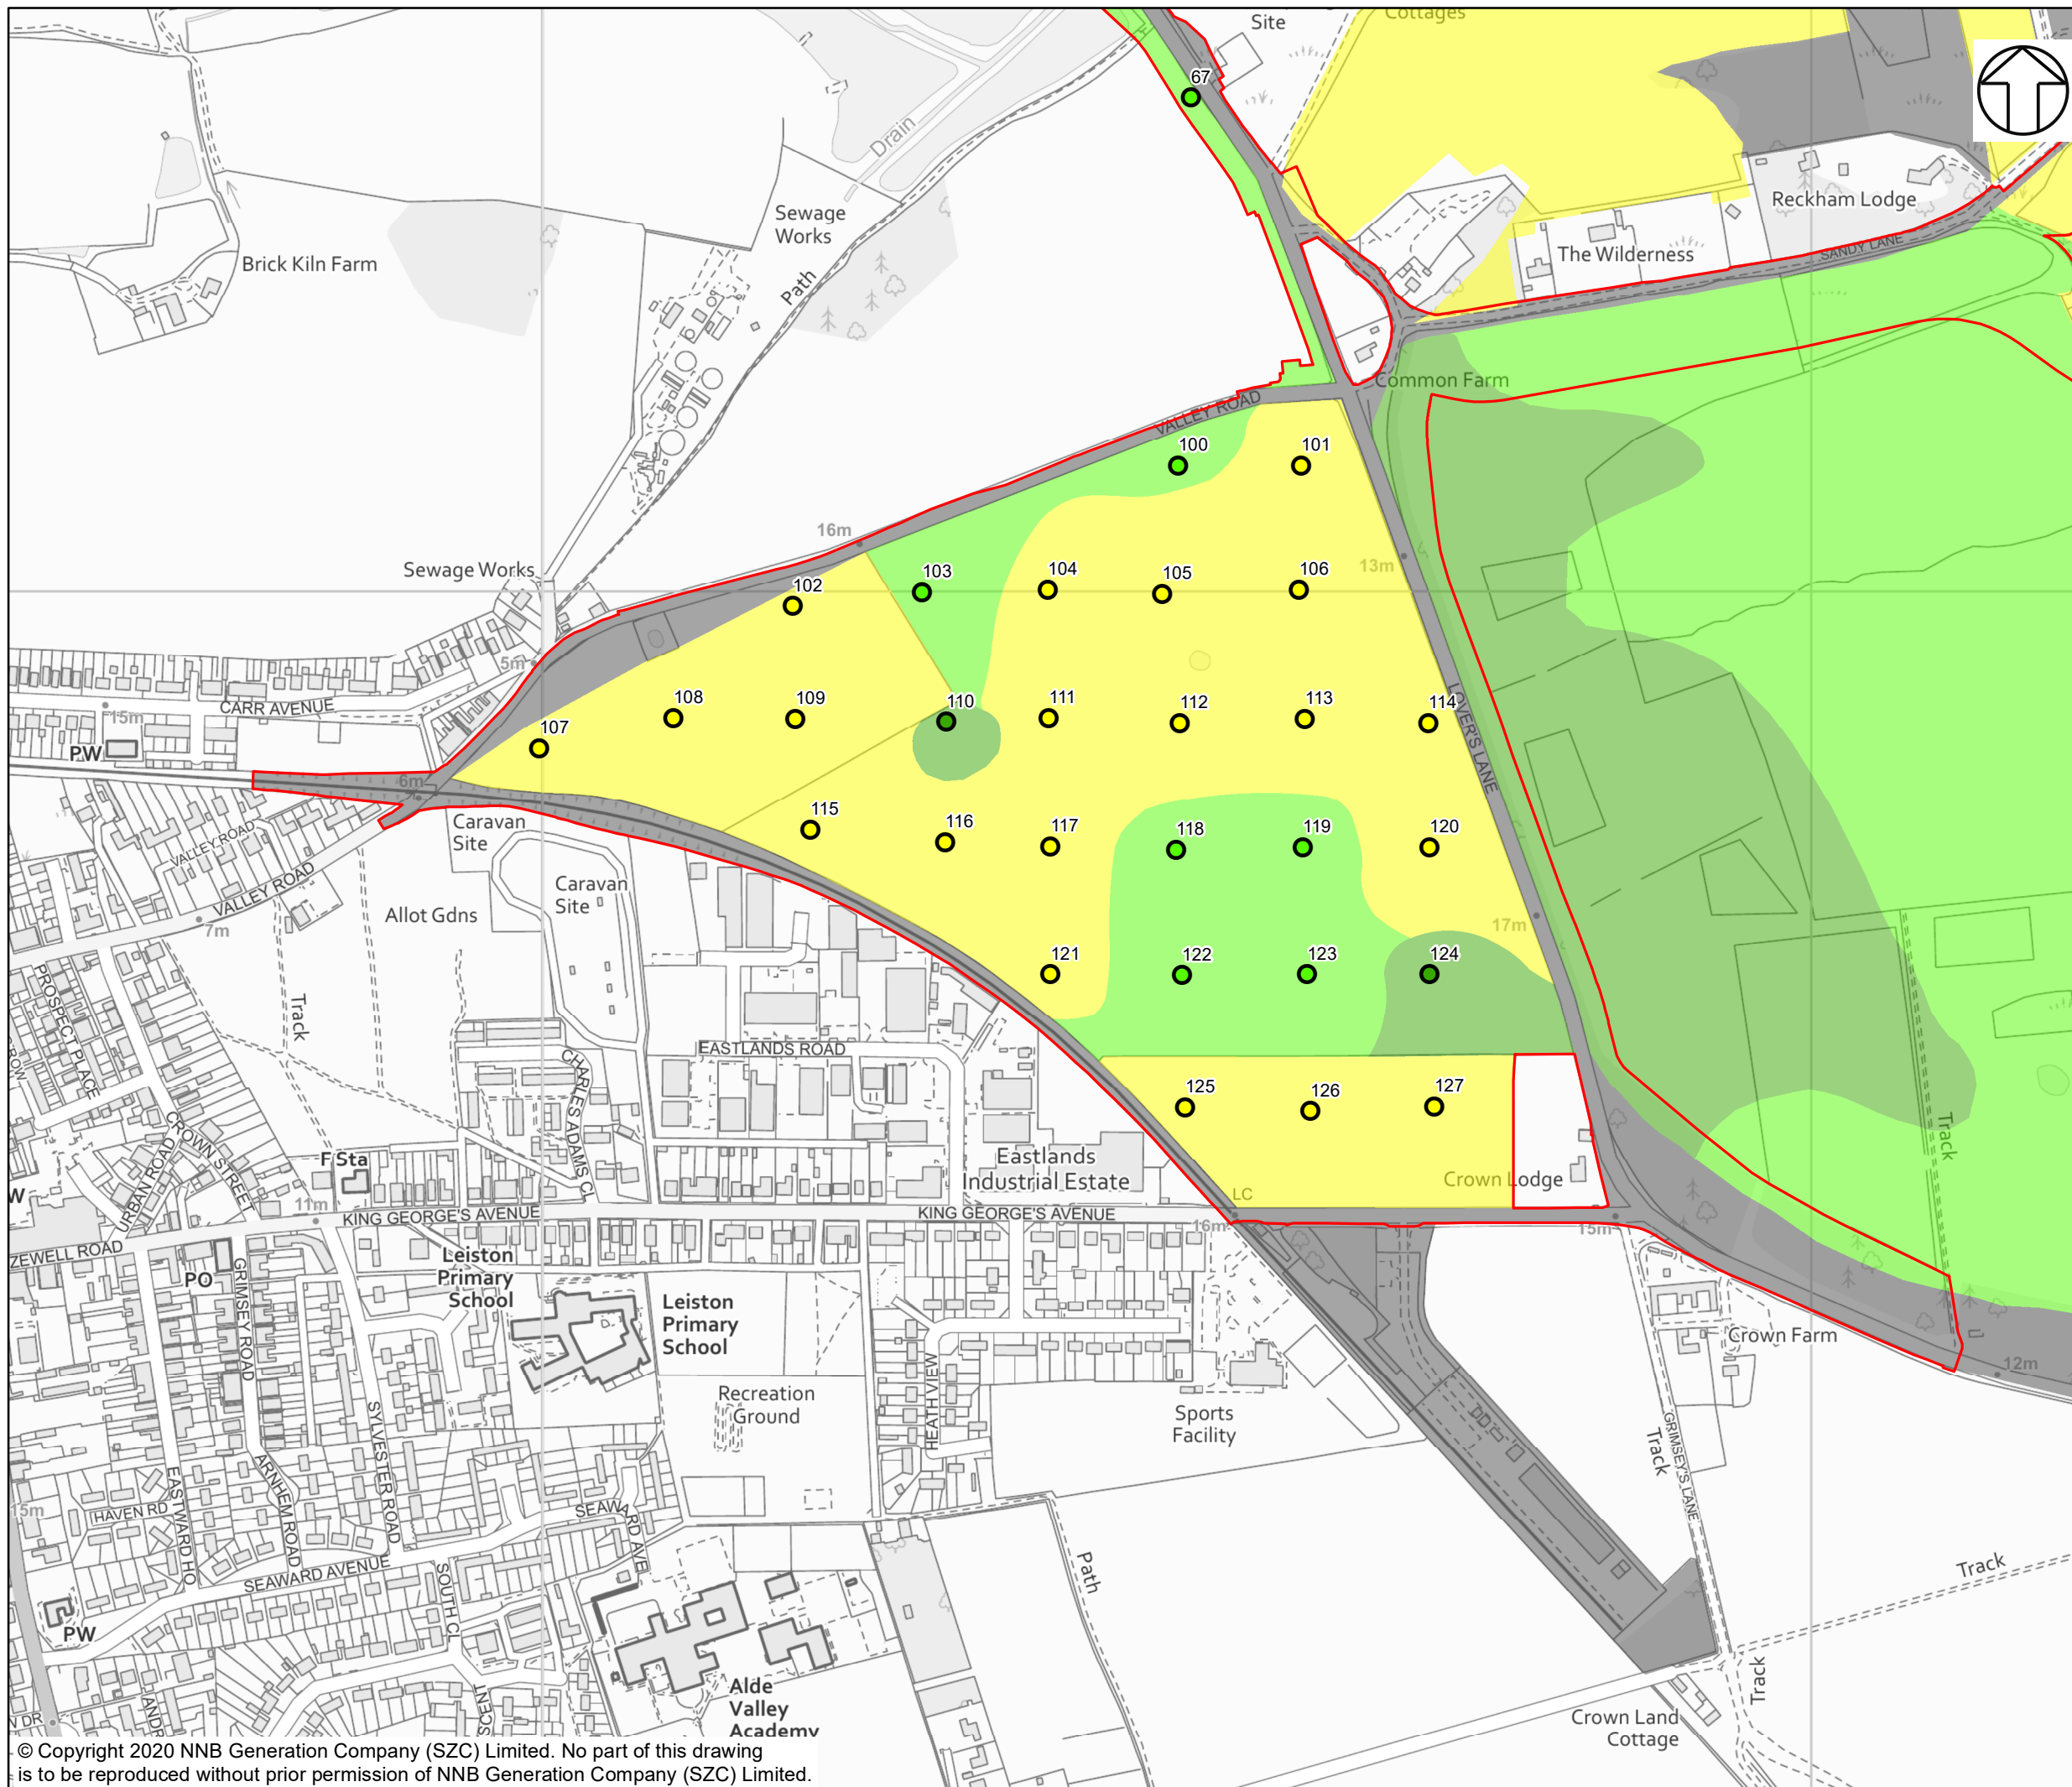 Site
Cottages
67
Drain
Sewage
Works
Path
Brick Kiln Farm
Reckham Lodge
The Wilderness
SANDY LANE
Common Farm
VALLEY ROAD
100
101
16m
13m
Sewage Works
102
103
104
105
106
5m
CARR AVENUE
15m
PW
6m
107
108
109
110
111
112
113
114
LOVER'S LANE
115
116
117
118
119
120
Caravan
Site
VALLEY ROAD
VALLEY ROAD
7m
Allot Gdns
Caravan
Site
17m
121
122
123
124
PROSPECT PLACE
Track
ROW
EASTLANDS ROAD
CHARLES ADAMS CL
125
126
127
Track
CROWN STREET
URBAN ROAD
F Sta
W
11m
Eastlands
Industrial Estate
Crown Lodge
LC
KING GEORGE'S AVENUE
KING GEORGE'S AVENUE
16m
15m
ZEWELL ROAD
PO
GRIMSEY ROAD
Leiston
Primary
School
Leiston
Primary
School
Crown Farm
12m
Recreation
Ground
HEATH VIEW
Sports
Facility
SYLVESTER ROAD
Track
GRIMSEY'S LANE
EASTWARD HO
ARNHEM ROAD
HAVEN RD
15m
SEAWARD AVE
SEAWARD AVENUE
SOUTH CL
Path
Track
PW
Track
Alde
Valley
Academy
Crown Land
Cottage
SCENT
ANDR
N DR
© Copyright 2020 NNB Generation Company (SZC) Limited. No part of this drawing
is to be reproduced without prior permission of NNB Generation Company (SZC) Limited.